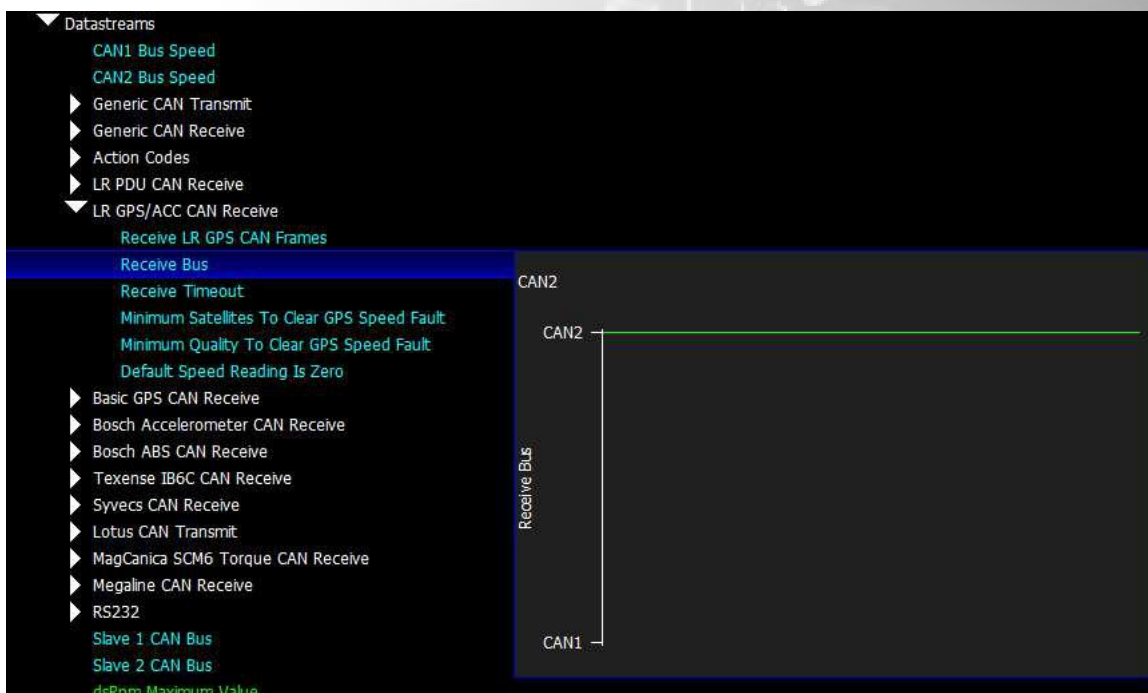 Datastreams
CAN1 Bus Speed
CAN2 Bus Speed
Generic CAN Transmit
Generic CAN Receive
Action Codes
LR PDU CAN Receive
LR GPS/ACC CAN Receive
Receive LR GPS CAN Frames
Receive Bus
Receive Timeout
Minimum Satellites To Clear GPS Speed Fault
Minimum Quality To Clear GPS Speed Fault
Default Speed Reading Is Zero
Basic GPS CAN Receive
Bosch Accelerometer CAN Receive
Bosch ABS CAN Receive
Texense IB6C CAN Receive
Syvecs CAN Receive
Lotus CAN Transmit
MagCanica SCM6 Torque CAN Receive
Megaline CAN Receive
RS232
Slave 1 CAN Bus
Slave 2 CAN Bus
dsRpm Maximum Value
CAN2
CAN2
Receive Bus
CAN1